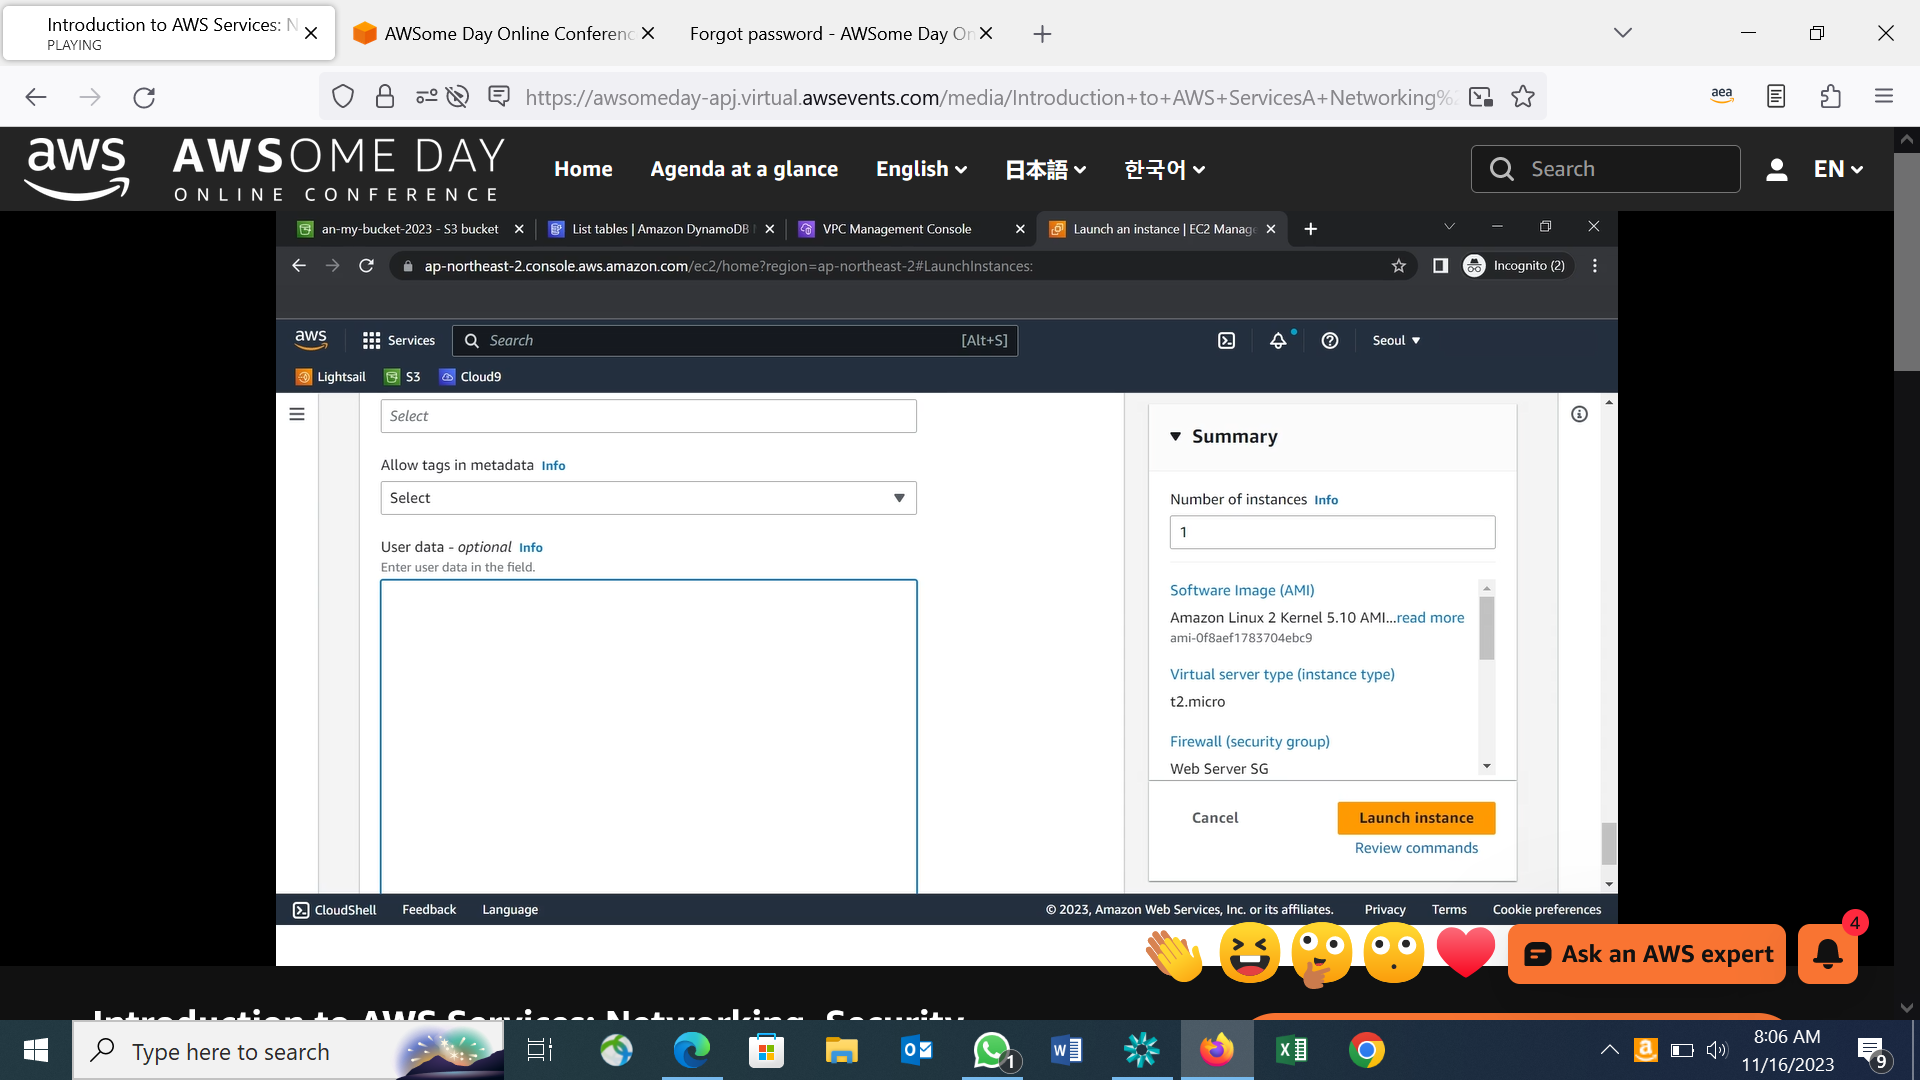 Introduction to AWS Services: N
PLAYING
AWSome Day Online Conferenc
Forgot password - AWSome Day On
https://awsomeday-apj.virtual.awsevents.com/media/Introduction+to+AWS+ServicesA+Networking%2
aea
aws
AWSOME DAY
ONLINE CONFERENCE
Home
Agenda at a glance
English
日本語
한국어
Search
EN
an-my-bucket-2023 - S3 bucket
List tables | Amazon DynamoDB
VPC Management Console
Launch an instance | EC2 Manage
ap-northeast-2.console.aws.amazon.com/ec2/home?region=ap-northeast-2#LaunchInstances:
Incognito (2)
aws
Services
Search
[Alt+S]
Seoul
Lightsail
S3
Cloud9
Select
Allow tags in metadata Info
Select
User data - optional Info
Enter user data in the field.
Summary
Number of instances Info
1
Software Image (AMI)
Amazon Linux 2 Kernel 5.10 AMI...read more
ami-0f8aef1783704ebc9
Virtual server type (instance type)
t2.micro
Firewall (security group)
Web Server SG
Cancel
Launch instance
Review commands
CloudShell
Feedback
Language
© 2023, Amazon Web Services, Inc. or its affiliates.
Privacy
Terms
Cookie preferences
Ask an AWS expert
4
Introduction to AWS Services: Networking, Security
Type here to search
1
8:06 AM
11/16/2023
9